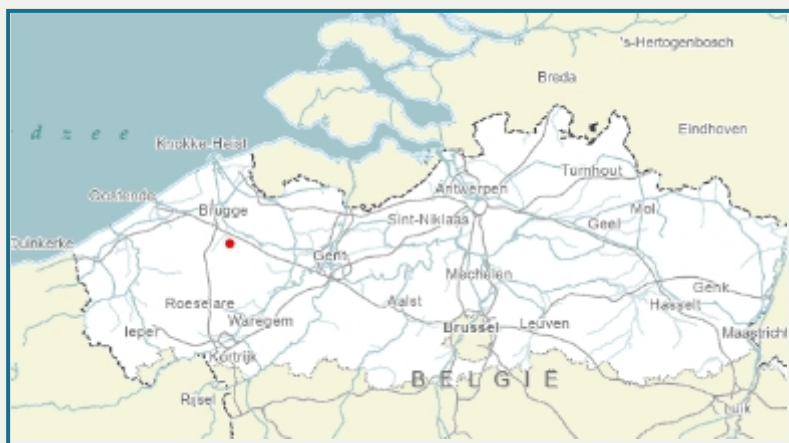 's-Hertogenbosch
Breda
dzee
Eindhoven
Knokke-Heist
Turnhout
Oostende
Antwerpen
Brugge
Mol
Sint-Niklaas
Geel
Duinkerke
Gent
Mechelen
Genk
Roeselare
Aalst
Hasselt
Waregem
Ieper
Brussel
Leuven
Maastricht
Kortrijk
BELGIË
Rijsel
Luik